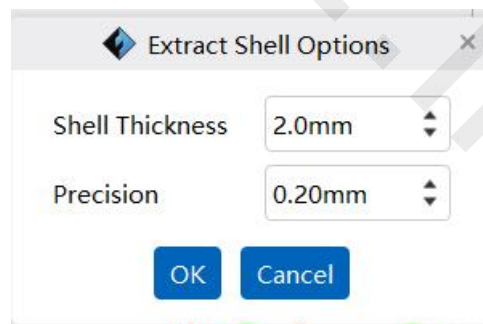 Extract Shell Options
Shell Thickness 2.0mm
Precision 0.20mm
OK Cancel